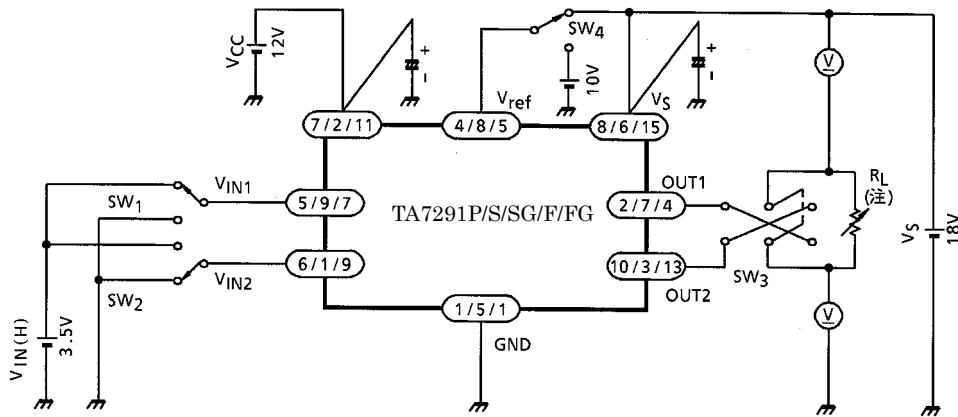 VCC
12V
+
-
SW4
10V
+
-
V
Vref
VS
7/2/11
4/8/5
8/6/15
VIN1
5/9/7
SW1
TA7291P/S/SG/F/FG
OUT1
2/7/4
RL
(注)
VIN2
6/1/9
SW2
10/3/13
OUT2
SW3
VS
18V
VIN(H)
3.5V
1/5/1
GND
V